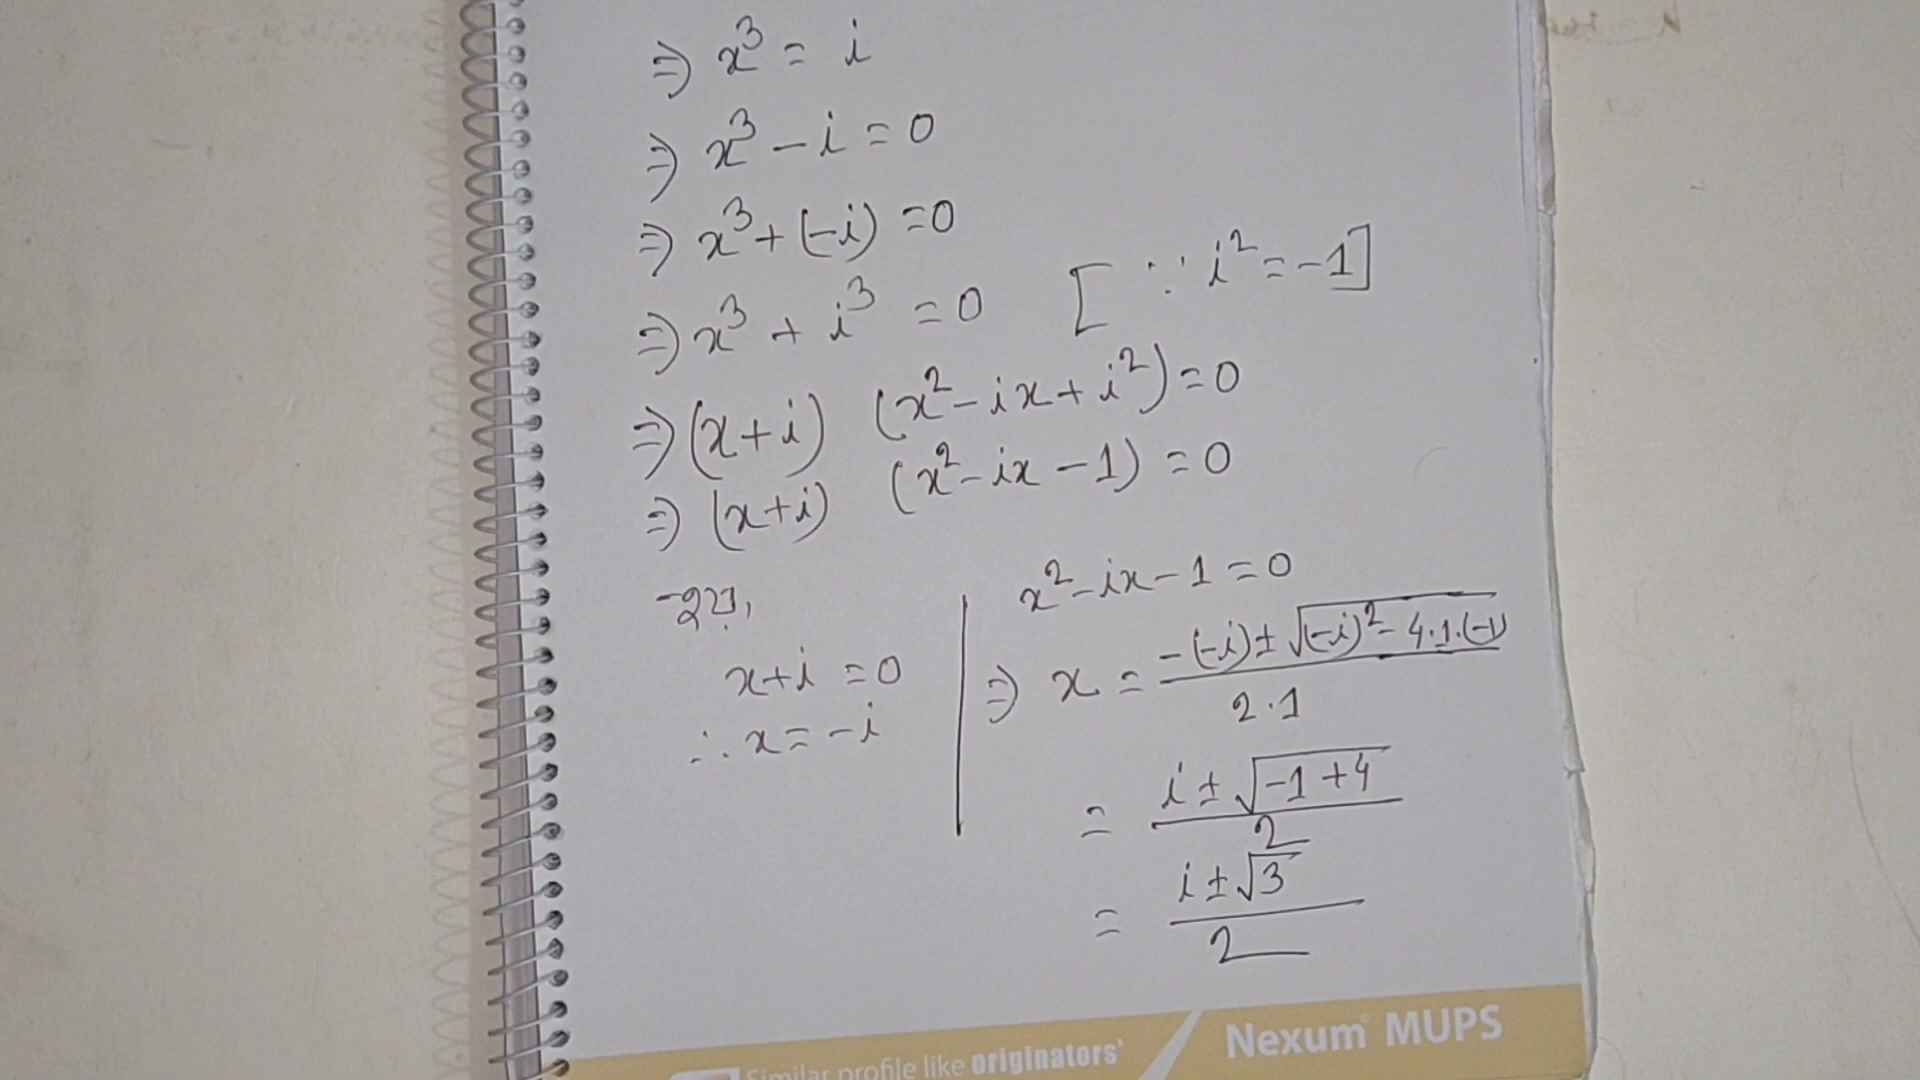 ⇒ x³ = i
⇒ x³ - i = 0
⇒ x³ + (-i) = 0
⇒ x³ + i³ = 0 [∵ i² = -1]
⇒ (x+i) (x² - ix + i²) = 0
⇒ (x+i) (x² - ix - 1) = 0
হয়,
x+i = 0
∴ x = -i
x² - ix - 1 = 0
⇒ x = (-(-i) ± √((-i)² - 4·1·(-1))) / (2·1)
= (i ± √(-1+4)) / 2
= (i ± √3) / 2
Similar profile like originators'
Nexum MUPS